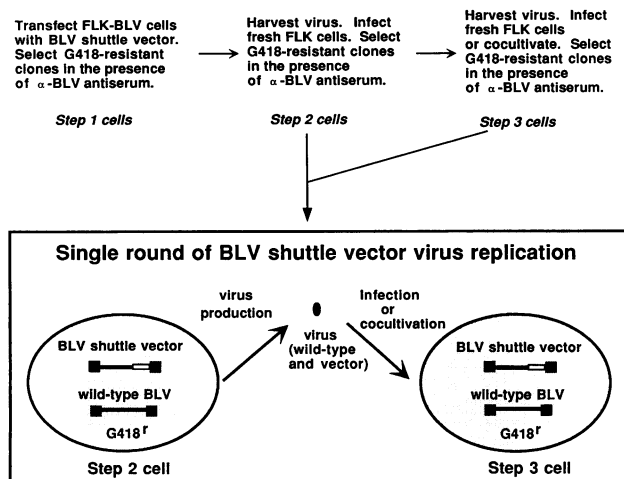 Transfect FLK-BLV cells
with BLV shuttle vector.
Select G418-resistant
clones in the presence
of α-BLV antiserum.
Step 1 cells
Harvest virus. Infect
fresh FLK cells. Select
G418-resistant clones
in the presence
of α-BLV antiserum.
Step 2 cells
Harvest virus. Infect
fresh FLK cells
or cocultivate. Select
G418-resistant clones
in the presence
of α-BLV antiserum.
Step 3 cells
Single round of BLV shuttle vector virus replication
BLV shuttle vector
wild-type BLV
G418r
Step 2 cell
virus
production
virus
(wild-type
and vector)
Infection
or
cocultivation
BLV shuttle vector
wild-type BLV
G418r
Step 3 cell